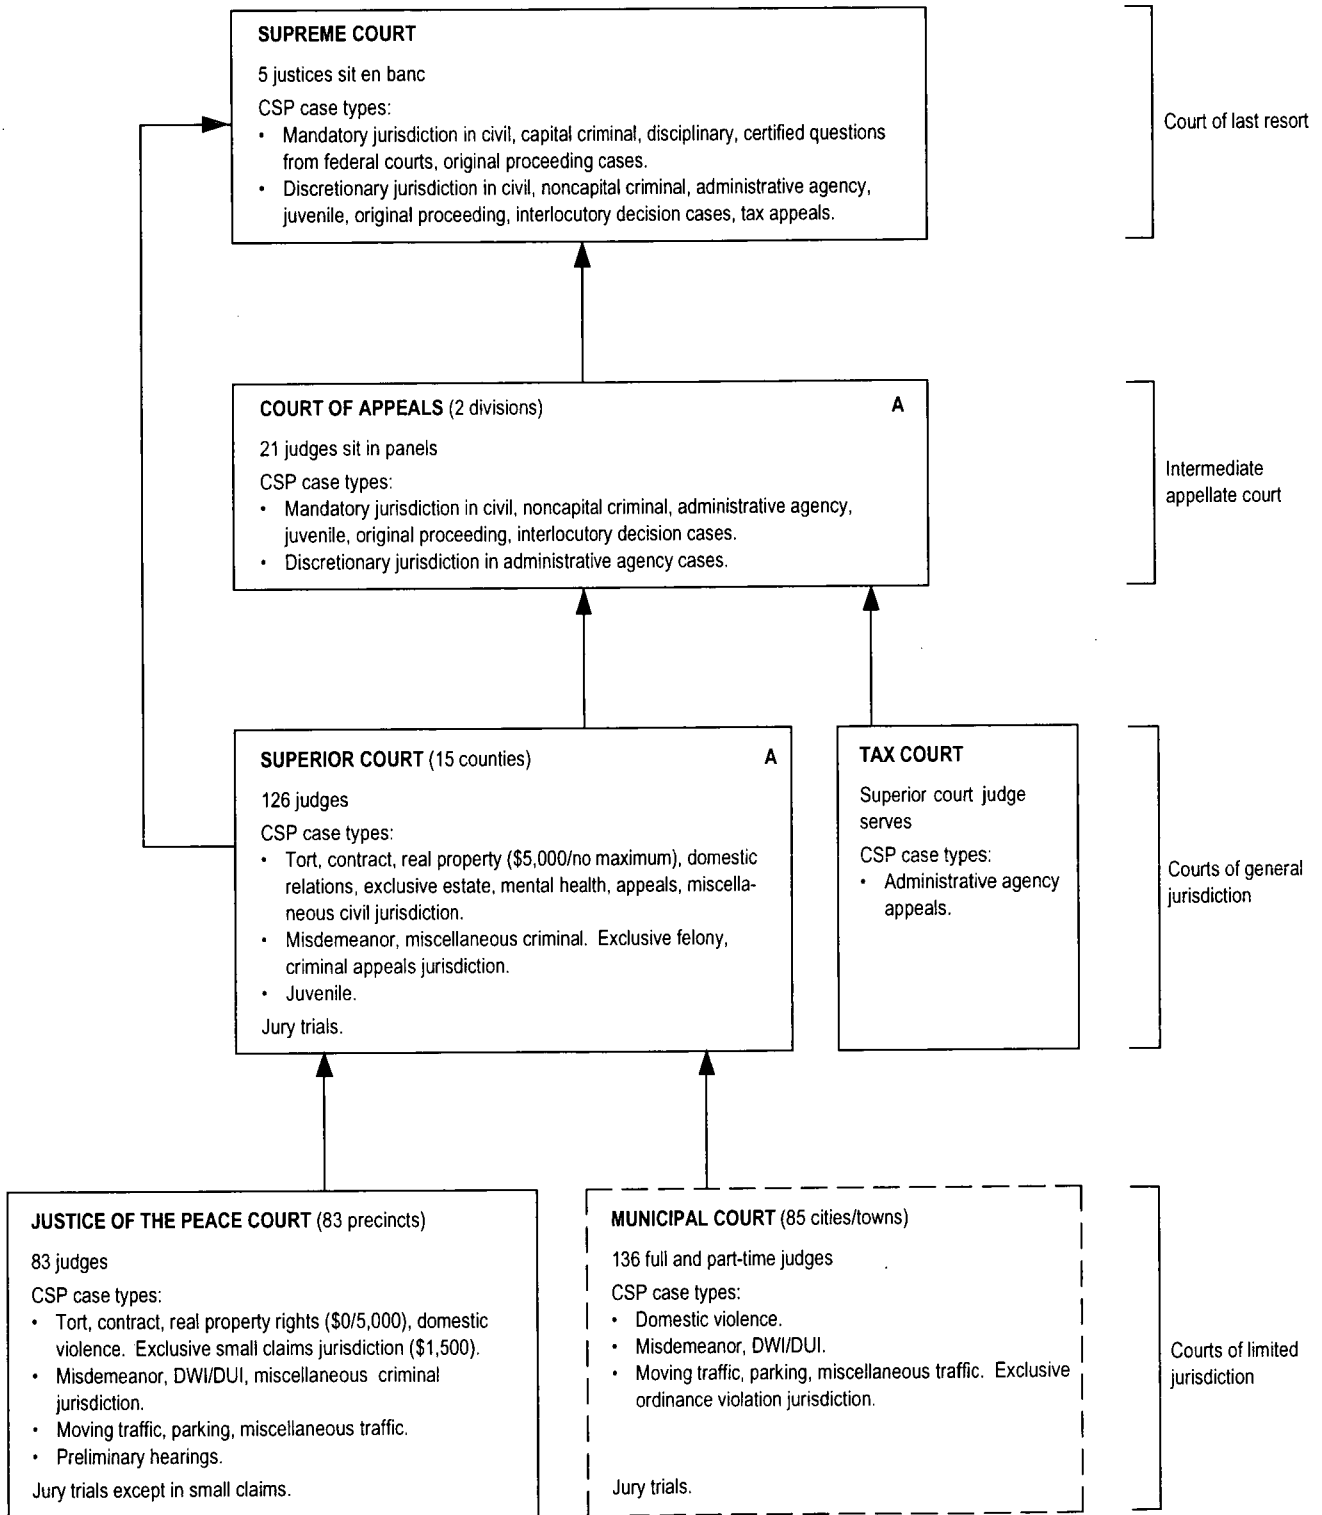 SUPREME COURT
5 justices sit en banc
CSP case types:
• Mandatory jurisdiction in civil, capital criminal, disciplinary, certified questions
from federal courts, original proceeding cases.
• Discretionary jurisdiction in civil, noncapital criminal, administrative agency,
juvenile, original proceeding, interlocutory decision cases, tax appeals.
Court of last resort
COURT OF APPEALS (2 divisions) A
21 judges sit in panels
CSP case types:
• Mandatory jurisdiction in civil, noncapital criminal, administrative agency,
juvenile, original proceeding, interlocutory decision cases.
• Discretionary jurisdiction in administrative agency cases.
Intermediate
appellate court
SUPERIOR COURT (15 counties) A
126 judges
CSP case types:
• Tort, contract, real property ($5,000/no maximum), domestic
relations, exclusive estate, mental health, appeals, miscella-
neous civil jurisdiction.
• Misdemeanor, miscellaneous criminal. Exclusive felony,
criminal appeals jurisdiction.
• Juvenile.
Jury trials.
TAX COURT
Superior court judge
serves
CSP case types:
• Administrative agency
appeals.
Courts of general
jurisdiction
JUSTICE OF THE PEACE COURT (83 precincts)
83 judges
CSP case types:
• Tort, contract, real property rights ($0/5,000), domestic
violence. Exclusive small claims jurisdiction ($1,500).
• Misdemeanor, DWI/DUI, miscellaneous criminal
jurisdiction.
• Moving traffic, parking, miscellaneous traffic.
• Preliminary hearings.
Jury trials except in small claims.
MUNICIPAL COURT (85 cities/towns)
136 full and part-time judges
CSP case types:
• Domestic violence.
• Misdemeanor, DWI/DUI.
• Moving traffic, parking, miscellaneous traffic. Exclusive
ordinance violation jurisdiction.
Jury trials.
Courts of limited
jurisdiction